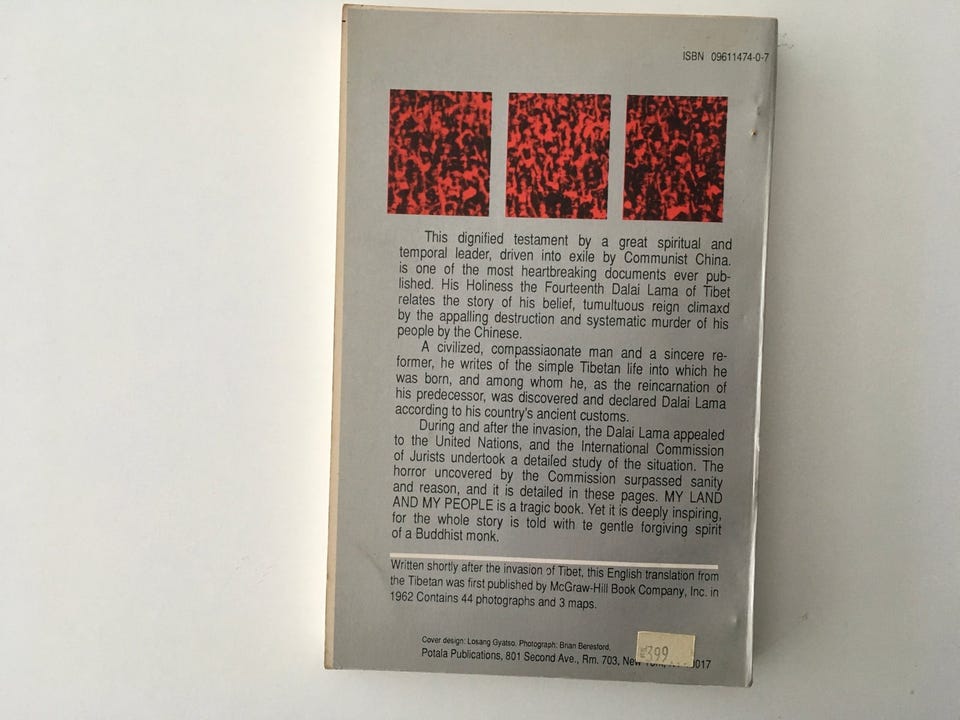 ISBN 09611474-0-7
This dignified testament by a great spiritual and
temporal leader, driven into exile by Communist China.
is one of the most heartbreaking documents ever pub-
lished. His Holiness the Fourteenth Dalai Lama of Tibet
relates the story of his belief, tumultuous reign climaxd
by the appalling destruction and systematic murder of his
people by the Chinese.
A civilized, compassiaonate man and a sincere re-
former, he writes of the simple Tibetan life into which he
was born, and among whom he, as the reincarnation of
his predecessor, was discovered and declared Dalai Lama
according to his country's ancient customs.
During and after the invasion, the Dalai Lama appealed
to the United Nations, and the International Commission
of Jurists undertook a detailed study of the situation. The
horror uncovered by the Commission surpassed sanity
and reason, and it is detailed in these pages. MY LAND
AND MY PEOPLE is a tragic book. Yet it is deeply inspiring,
for the whole story is told with te gentle forgiving spirit
of a Buddhist monk.
Written shortly after the invasion of Tibet, this English translation from
the Tibetan was first published by McGraw-Hill Book Company, Inc. in
1962 Contains 44 photographs and 3 maps.
Cover design: Losang Gyatso. Photograph: Brian Beresford.
399
Potala Publications, 801 Second Ave., Rm. 703, New 017